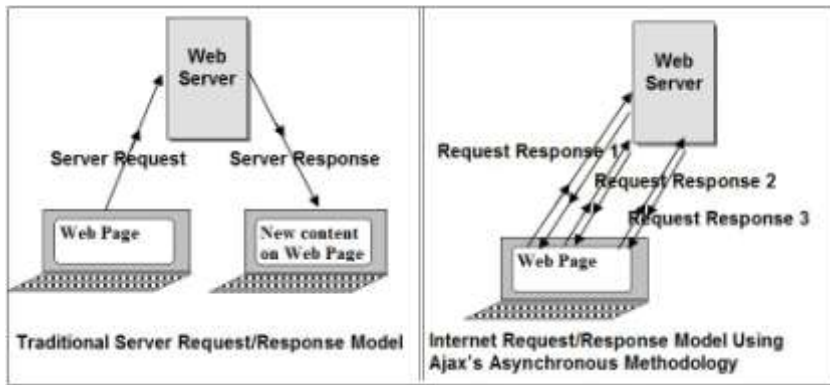 Web
Server
Server Request
Server Response
Web Page
New content
on Web Page
Traditional Server Request/Response Model
Web
Server
Request Response 1
Request Response 2
Request Response 3
Web Page
Internet Request/Response Model Using
Ajax's Asynchronous Methodology